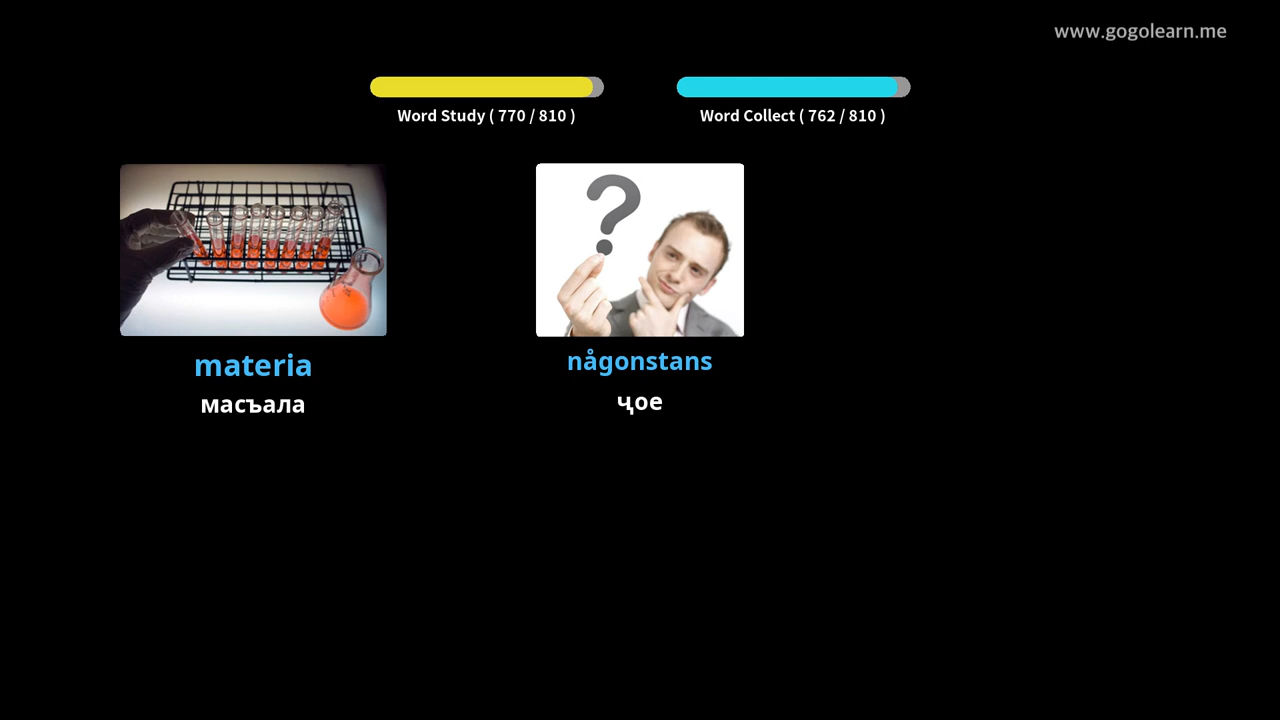 www.gogolearn.me
Word Study ( 770 / 810 )
Word Collect ( 762 / 810 )
materia
масъала
någonstans
ҷое